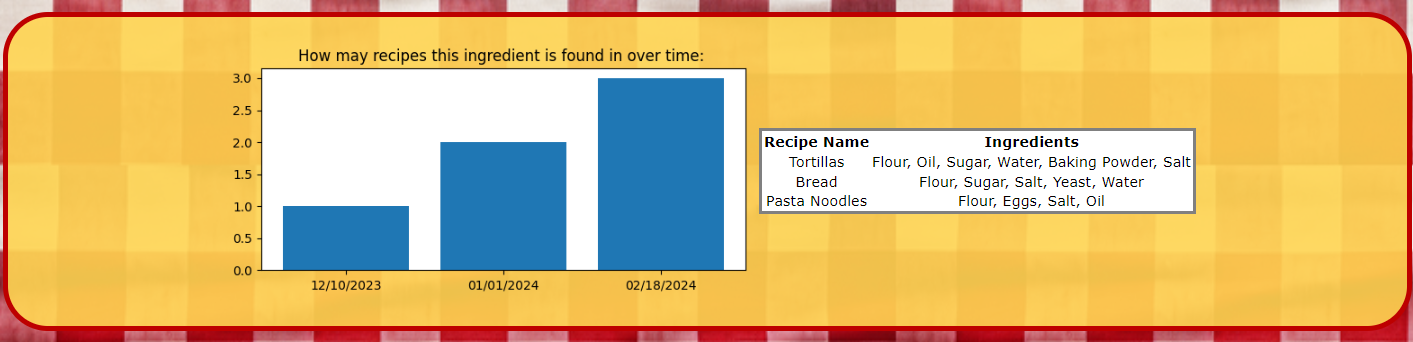 How may recipes this ingredient is found in over time:
3.0
2.5
2.0
1.5
1.0
0.5
0.0
12/10/2023 01/01/2024 02/18/2024
Recipe Name Ingredients
Tortillas Flour, Oil, Sugar, Water, Baking Powder, Salt
Bread Flour, Sugar, Salt, Yeast, Water
Pasta Noodles Flour, Eggs, Salt, Oil